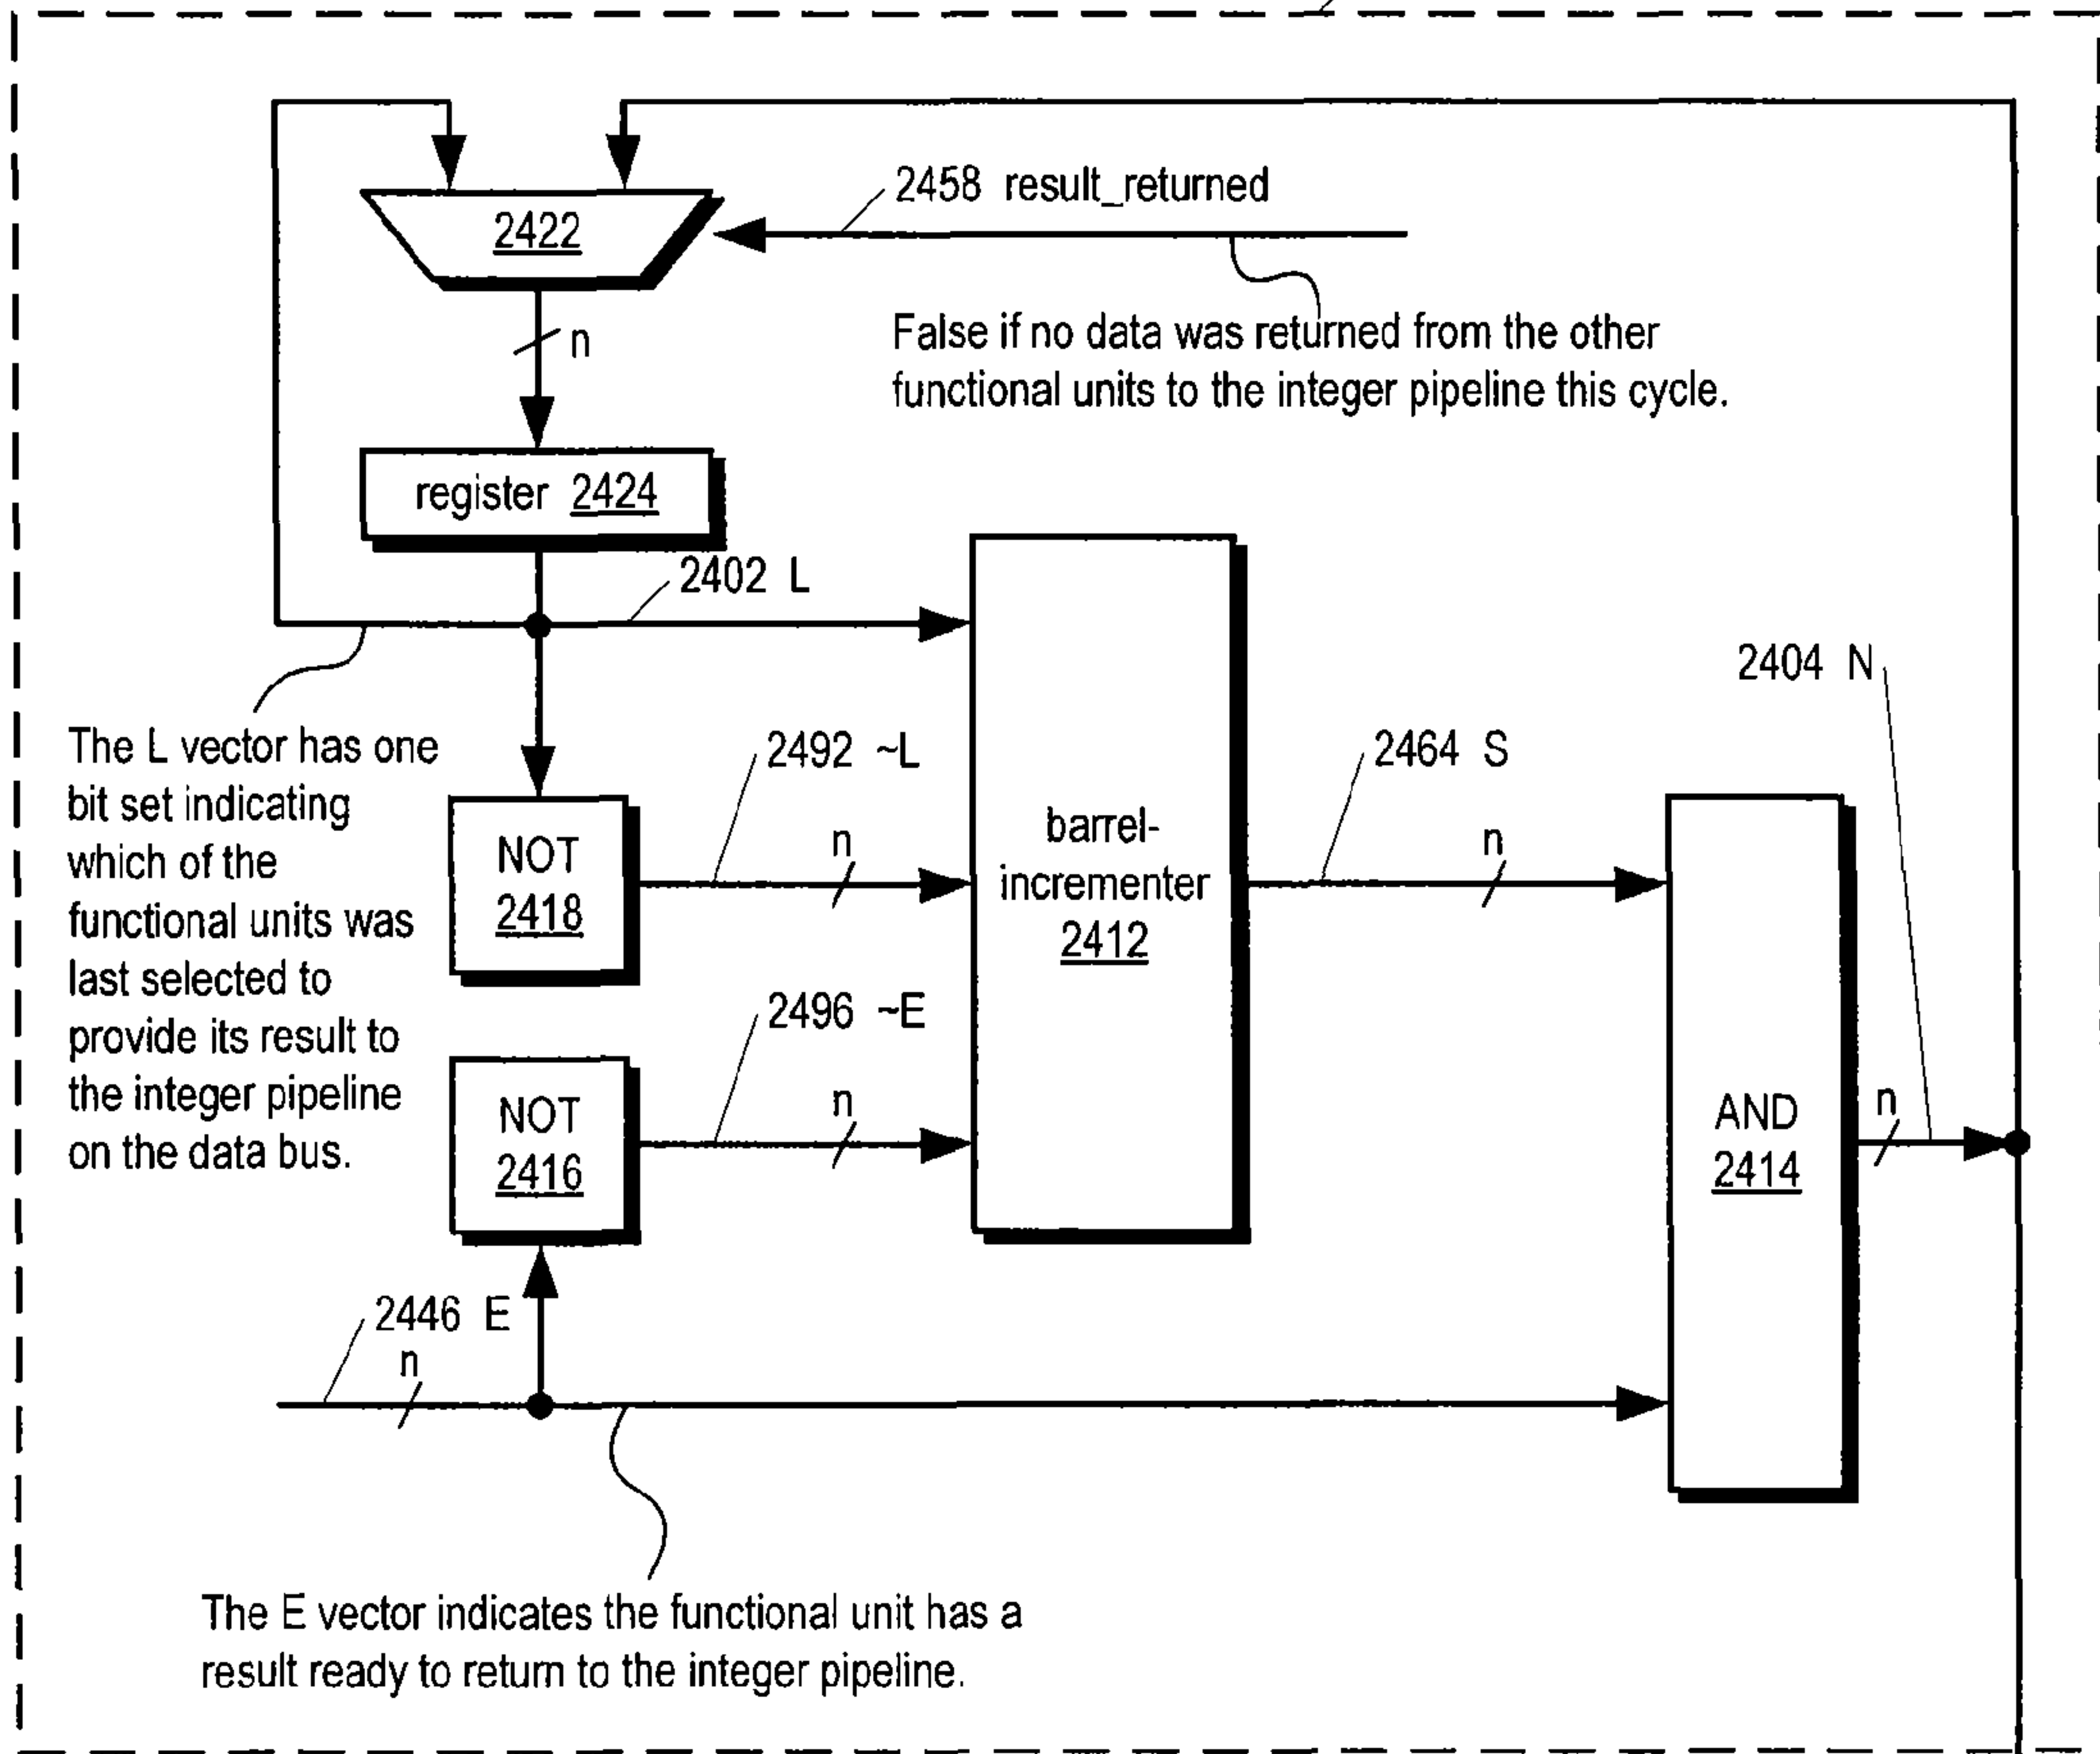 2422
2458 result_returned
False if no data was returned from the other
functional units to the integer pipeline this cycle.
n
register 2424
2402 L
The L vector has one
bit set indicating
which of the
functional units was
last selected to
provide its result to
the integer pipeline
on the data bus.
NOT
2418
2492 ~L
n
NOT
2416
2496 ~E
n
barrel-
incrementer
2412
2464 S
n
2404 N
AND
2414
n
2446 E
n
The E vector indicates the functional unit has a
result ready to return to the integer pipeline.